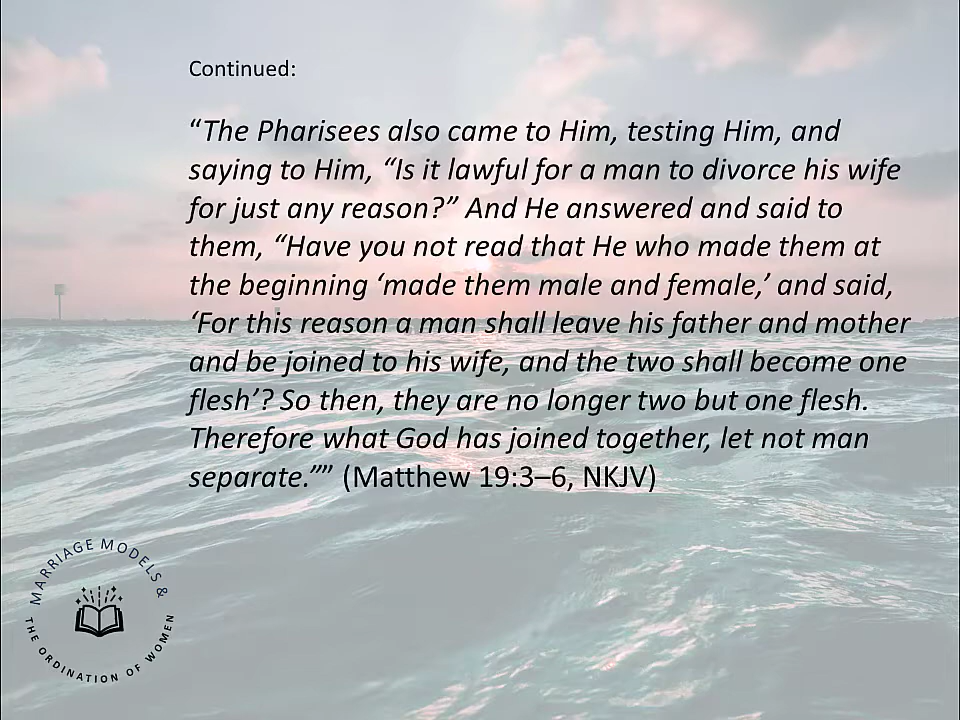 Continued:
“The Pharisees also came to Him, testing Him, and
saying to Him, “Is it lawful for a man to divorce his wife
for just any reason?” And He answered and said to
them, “Have you not read that He who made them at
the beginning ‘made them male and female,’ and said,
‘For this reason a man shall leave his father and mother
and be joined to his wife, and the two shall become one
flesh’? So then, they are no longer two but one flesh.
Therefore what God has joined together, let not man
separate.”” (Matthew 19:3–6, NKJV)
MARRIAGE MODELS &
THE ORDINATION OF WOMEN